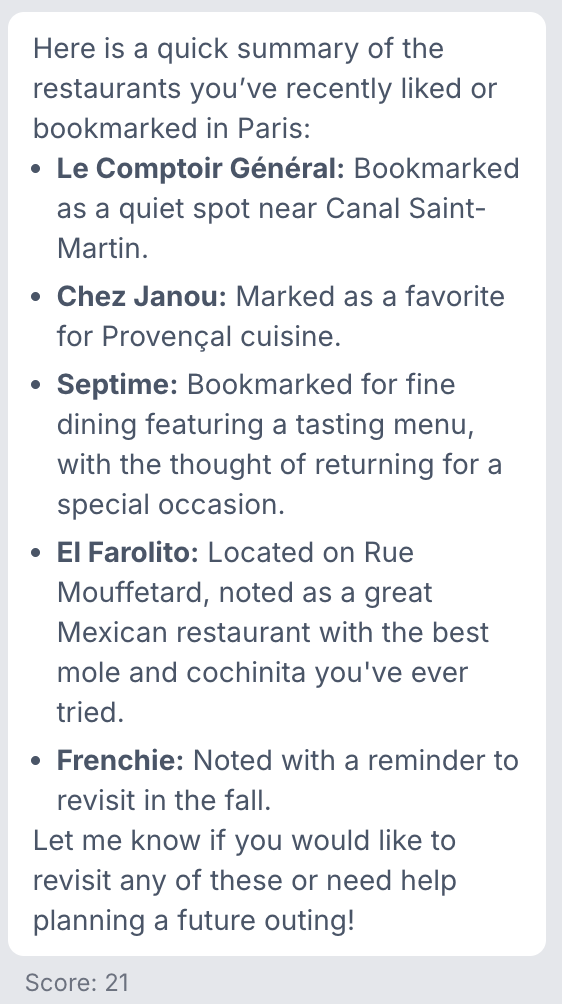 Here is a quick summary of the
restaurants you’ve recently liked or
bookmarked in Paris:
• Le Comptoir Général: Bookmarked
as a quiet spot near Canal Saint-
Martin.
• Chez Janou: Marked as a favorite
for Provençal cuisine.
• Septime: Bookmarked for fine
dining featuring a tasting menu,
with the thought of returning for a
special occasion.
• El Farolito: Located on Rue
Mouffetard, noted as a great
Mexican restaurant with the best
mole and cochinita you've ever
tried.
• Frenchie: Noted with a reminder to
revisit in the fall.
Let me know if you would like to
revisit any of these or need help
planning a future outing!
Score: 21